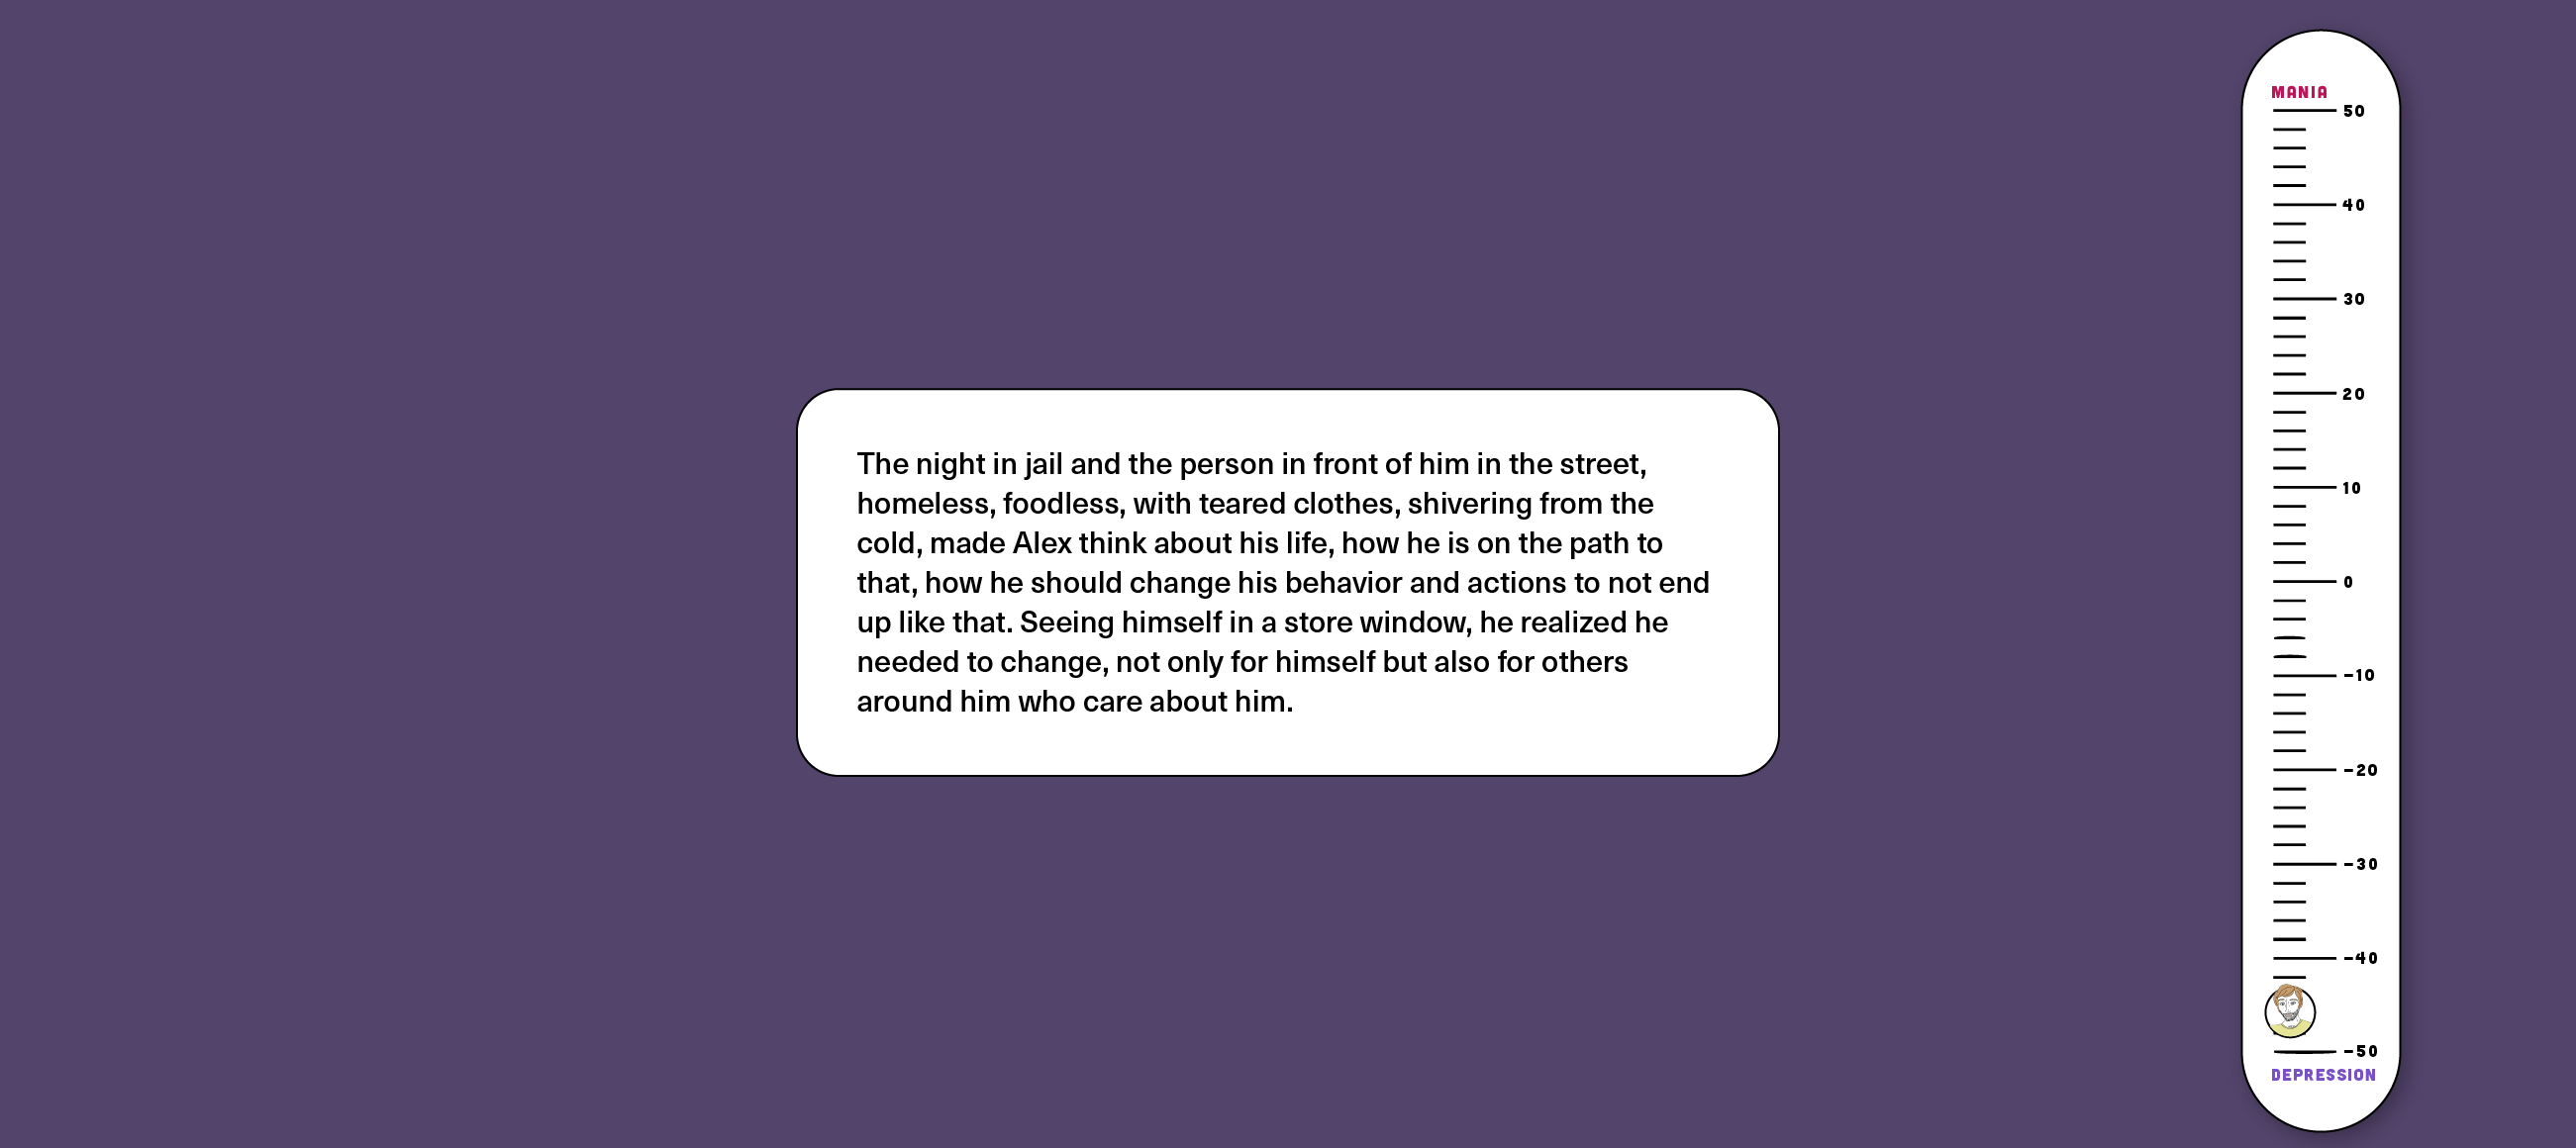 The night in jail and the person in front of him in the street,
homeless, foodless, with teared clothes, shivering from the
cold, made Alex think about his life, how he is on the path to
that, how he should change his behavior and actions to not end
up like that. Seeing himself in a store window, he realized he
needed to change, not only for himself but also for others
around him who care about him.
MANIA
50
40
30
20
10
0
-10
-20
-30
-40
-50
DEPRESSION